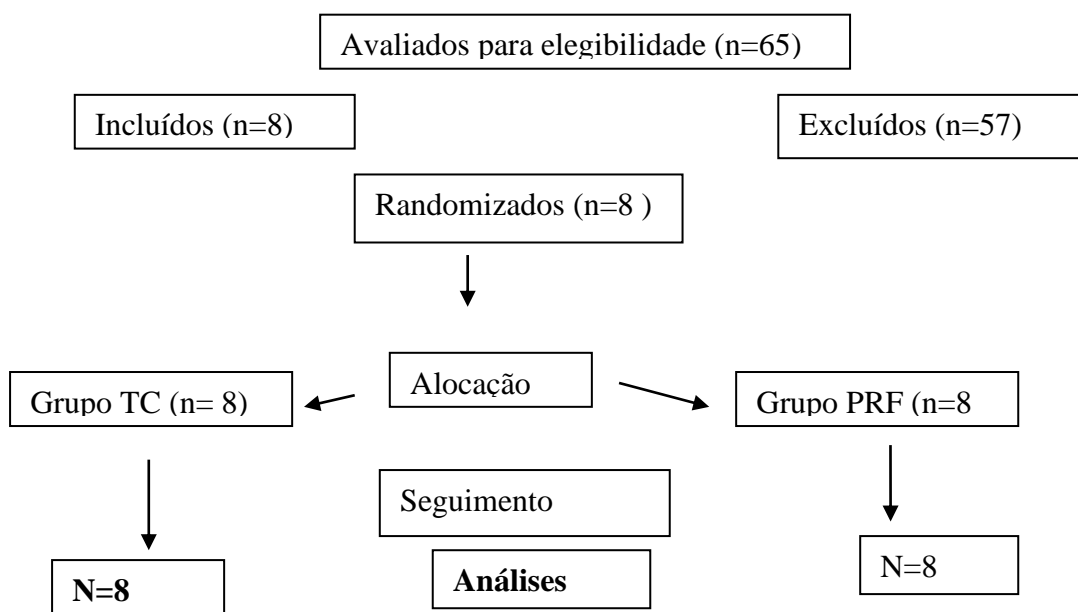 Avaliados para elegibilidade (n=65)
Incluídos (n=8)
Excluídos (n=57)
Randomizados (n=8 )
Alocação
Grupo TC (n= 8)
Grupo PRF (n=8
Seguimento
N=8
Análises
N=8